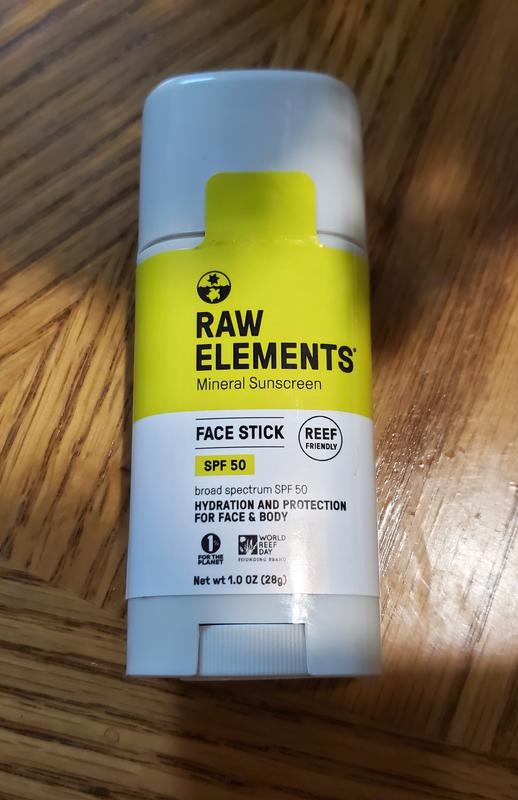 RAW
ELEMENTS®
Mineral Sunscreen
FACE STICK
REEF
FRIENDLY
SPF 50
broad spectrum SPF 50
HYDRATION AND PROTECTION
FOR FACE & BODY
1%
FOR THE
PLANET
WORLD
REEF
DAY
FOUNDING BRAND
Net wt 1.0 OZ (28g)